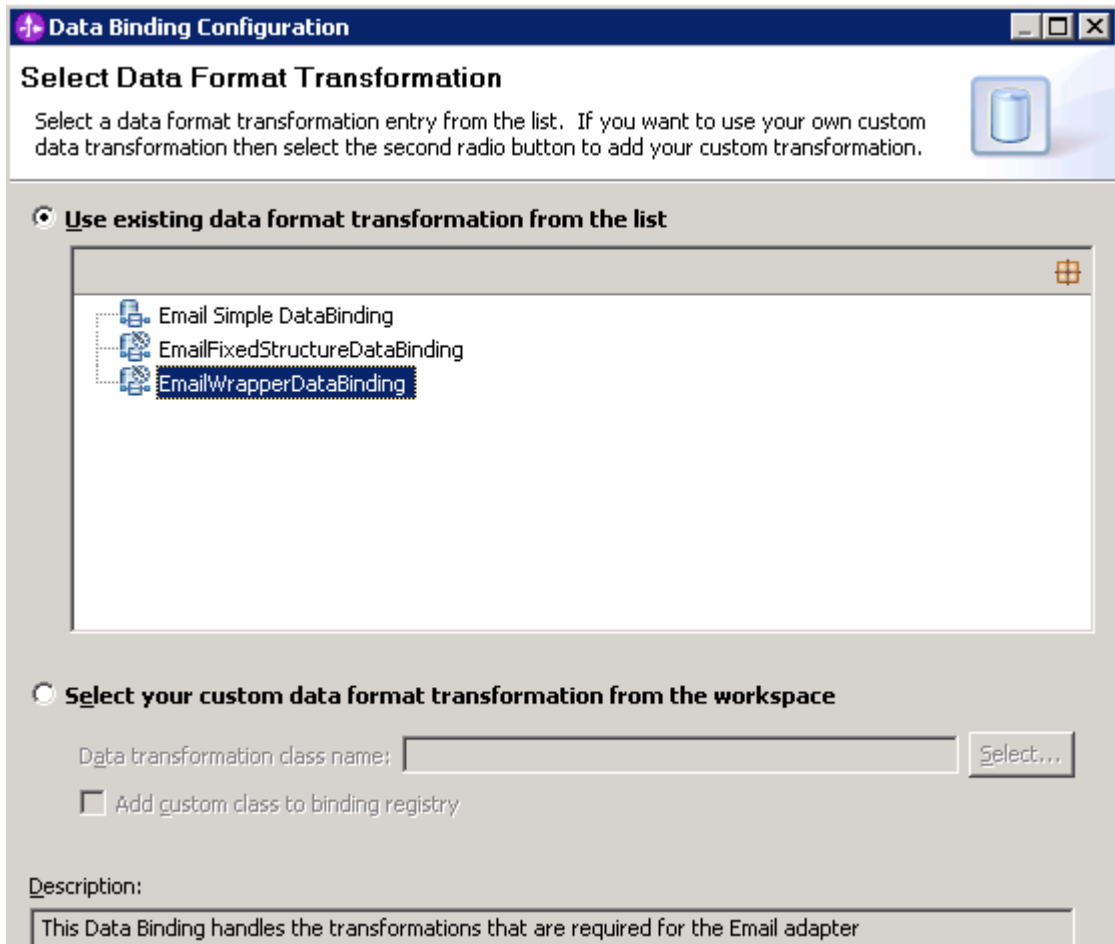 Data Binding Configuration
Select Data Format Transformation
Select a data format transformation entry from the list. If you want to use your own custom
data transformation then select the second radio button to add your custom transformation.
Use existing data format transformation from the list
Email Simple DataBinding
EmailFixedStructureDataBinding
EmailWrapperDataBinding
Select your custom data format transformation from the workspace
Data transformation class name: Select...
Add custom class to binding registry
Description:
This Data Binding handles the transformations that are required for the Email adapter